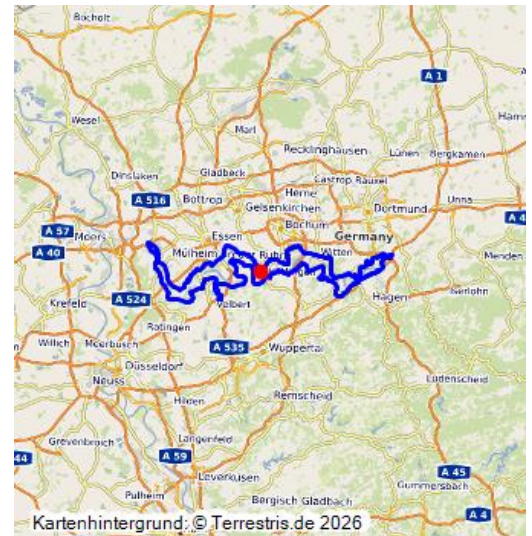 Bocholt
A 1
Wesel
Marl
Hamm
Recklinghausen
Lünen
Bergkamen
Dinslaken
Gladbeck
Castrop Rauxel
A 516
Bottrop
Herne
Unna
Gelsenkirchen
Dortmund
A 57
Moers
Essen
Bochum
Germany
A 40
Mülheim
Ruhr
Witten
Menden
Krefeld
A 524
Velbert
Hagen
Iserlohn
Ratingen
Willich
Meerbusch
A 535
Wuppertal
Düsseldorf
Lüdenscheid
Neuss
Remscheid
Hilden
Grevenbroich
Langenfeld
44
A 59
A 45
Leverkusen
Gummersbach
Pulheim
Bergisch Gladbach
A 4
Kartenhintergrund: © Terrestris.de 2026